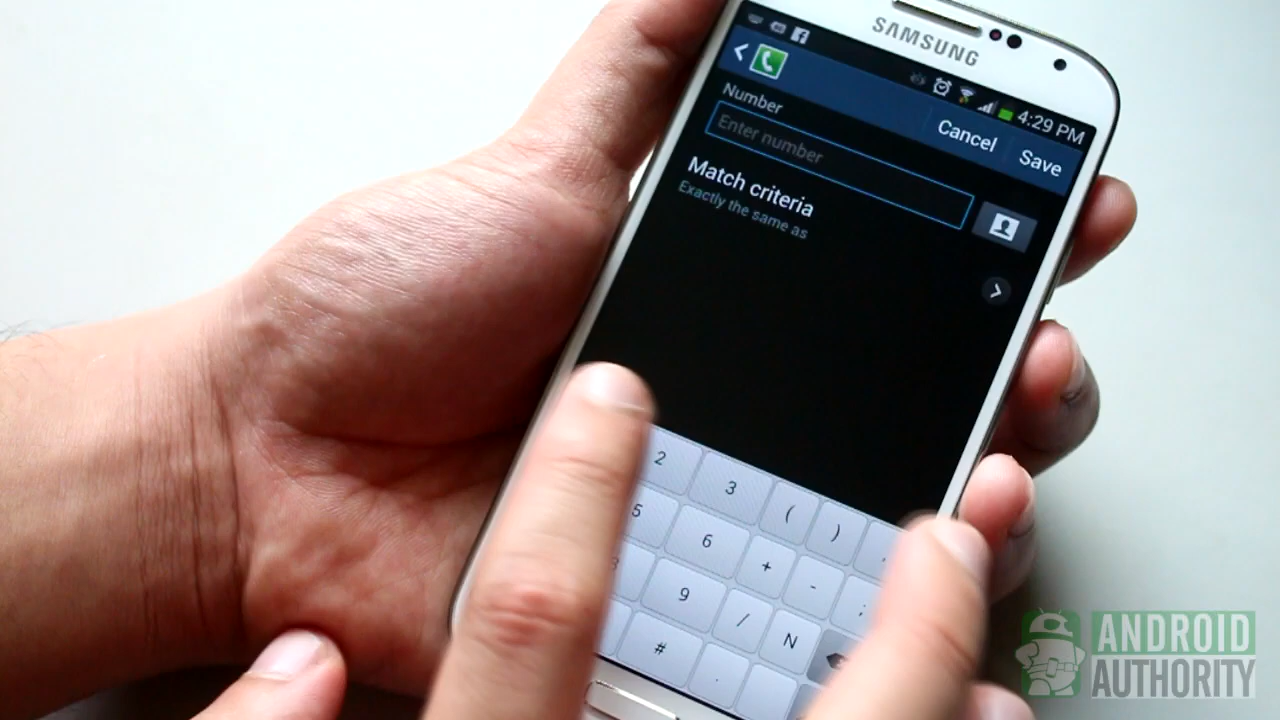 SAMSUNG
4:29 PM
Cancel
Save
Number
Enter number
Match criteria
Exactly the same as
2 3 ( )
5 6 + - ;
9 / N
# .
ANDROID
AUTHORITY